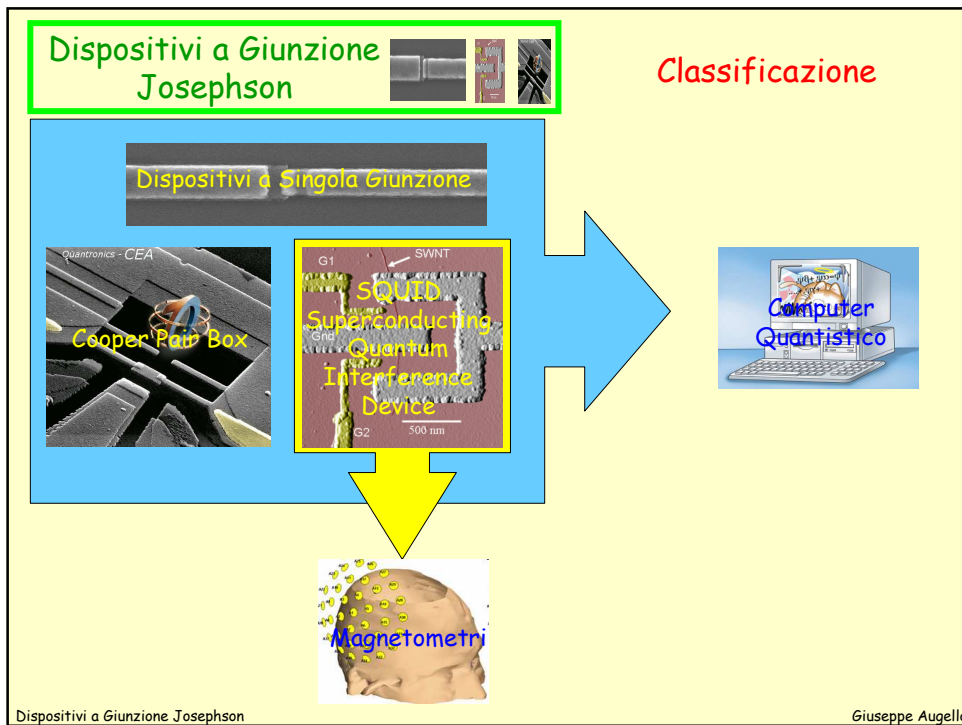 Dispositivi a Giunzione
Josephson
Classificazione
Dispositivi a Singola Giunzione
Quantronics - CEA
Cooper Pair Box
SWNT
G1
SQUID
Superconducting
Gnd
Quantum
Interference
Device
500 nm
G2
Computer
Quantistico
Magnetometri
Dispositivi a Giunzione Josephson
Giuseppe Augello